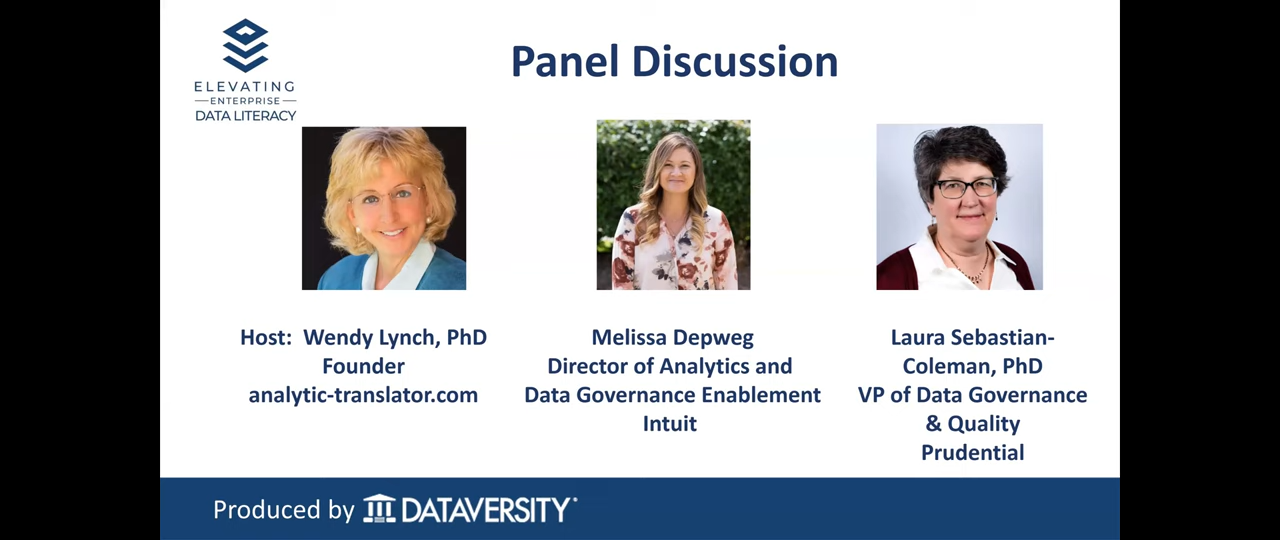 Panel Discussion
ELEVATING
ENTERPRISE
DATA LITERACY
Host:  Wendy Lynch, PhD
Founder
analytic-translator.com
Melissa Depweg
Director of Analytics and
Data Governance Enablement
Intuit
Laura Sebastian-
Coleman, PhD
VP of Data Governance
& Quality
Prudential
Produced by DATAVERSITY